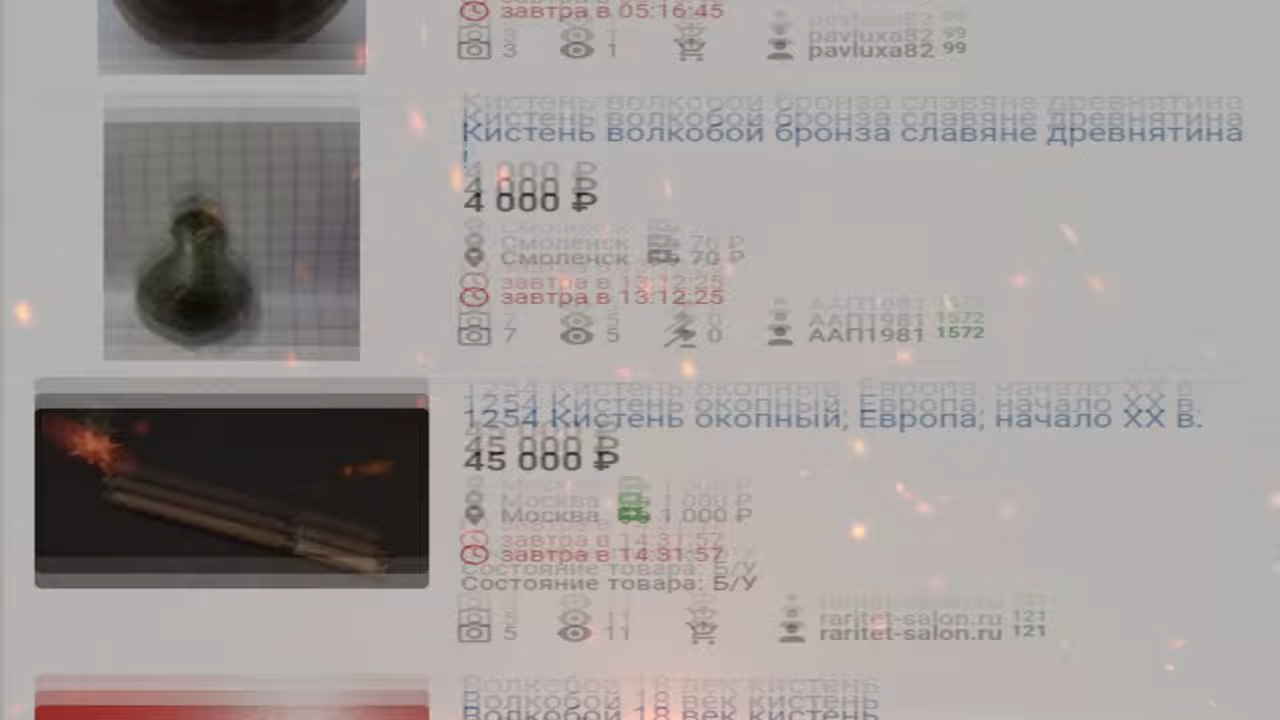 завтра в 05:16:45
3 1 pavluxa82 99
Кистень волкобой бронза славяне древнятина
!
4 000 ₽
Смоленск 70 ₽
завтра в 13:12:25
7 5 0 ААП1981 1572
1254 Кистень окопный, Европа, начало XX в.
45 000 ₽
Москва 1 000 ₽
завтра в 14:31:57
Состояние товара: Б/У
5 11 raritet-salon.ru 121
Волкобой 18 век кистень